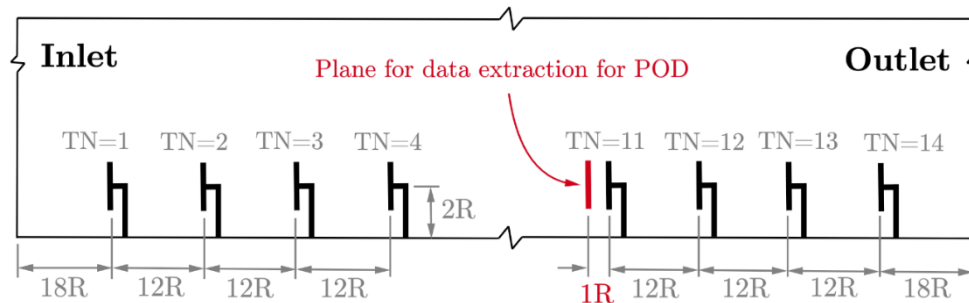 Inlet
Outlet
Plane for data extraction for POD
TN=1 TN=2 TN=3 TN=4 TN=11 TN=12 TN=13 TN=14
2R
18R 12R 12R 12R 1R 12R 12R 12R 18R